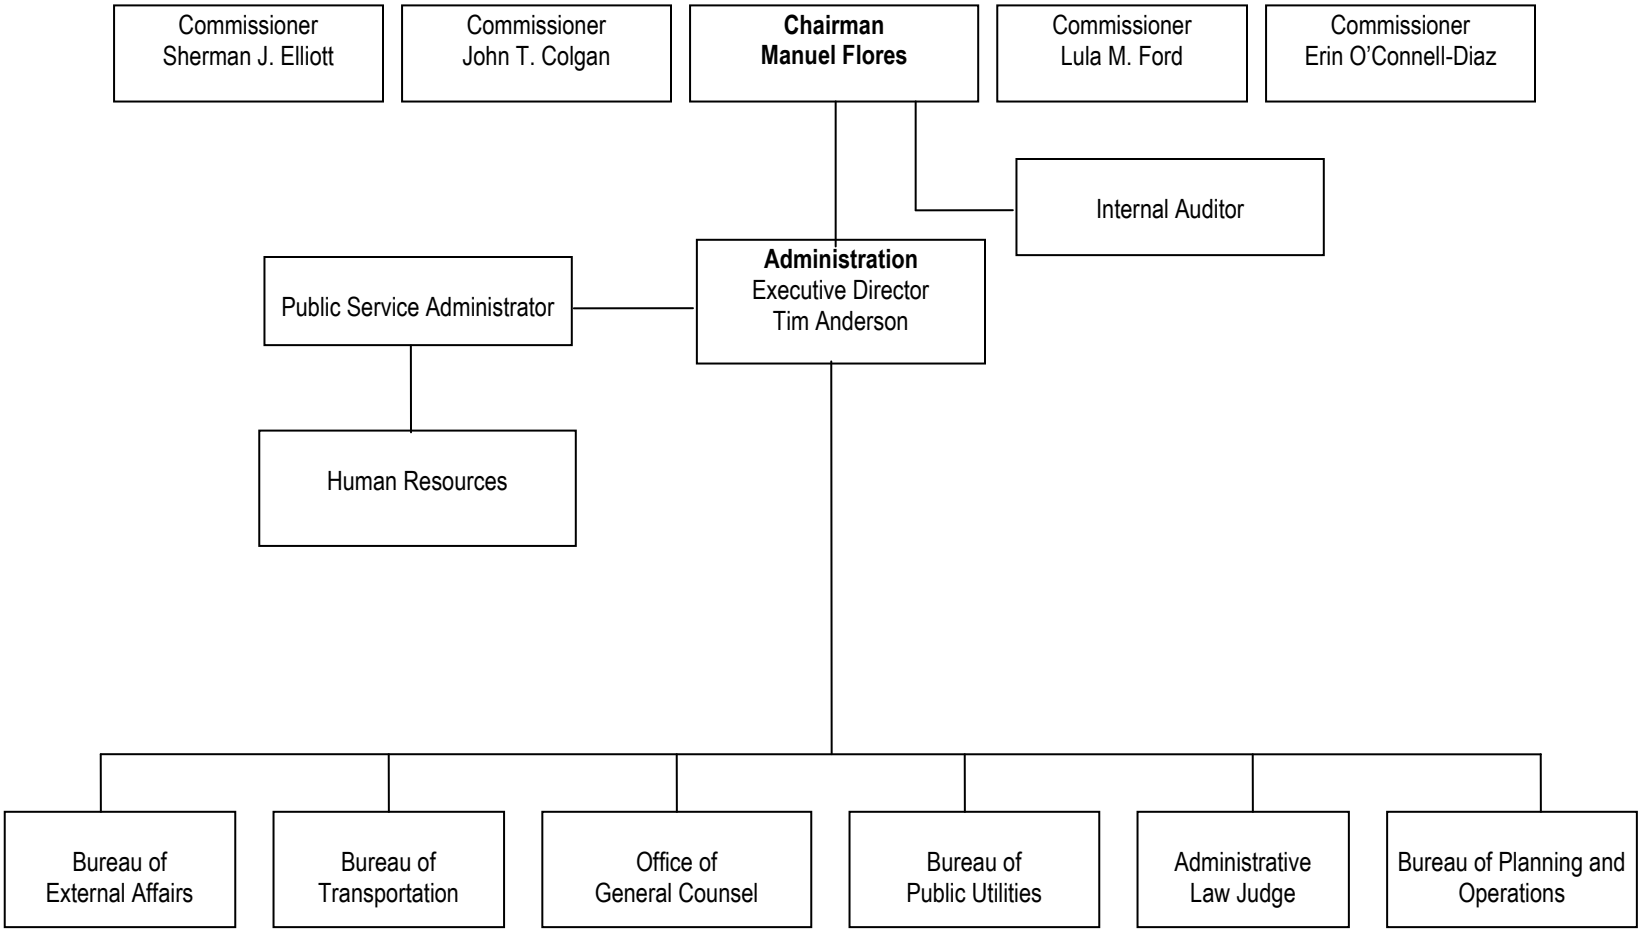 Commissioner
Sherman J. Elliott
Commissioner
John T. Colgan
Chairman
Manuel Flores
Commissioner
Lula M. Ford
Commissioner
Erin O’Connell-Diaz
Internal Auditor
Administration
Executive Director
Tim Anderson
Public Service Administrator
Human Resources
Bureau of
External Affairs
Bureau of
Transportation
Office of
General Counsel
Bureau of
Public Utilities
Administrative
Law Judge
Bureau of Planning and
Operations